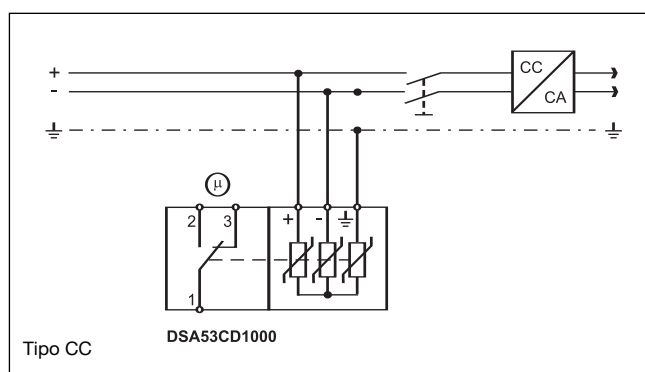 +
-
CC
CA
µ
2 3
+ -
1
DSA53CD1000
Tipo CC